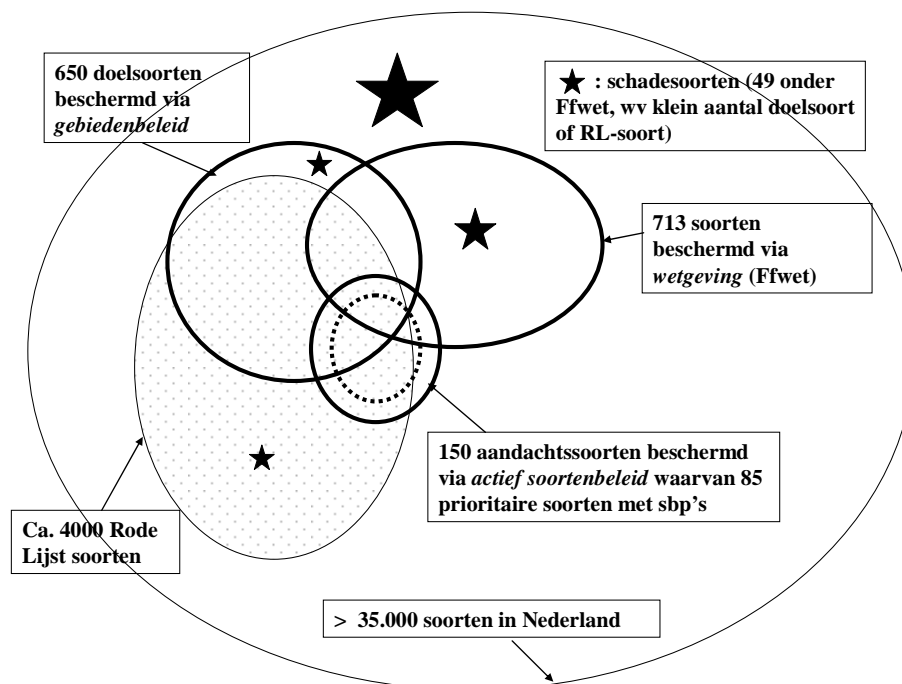 650 doelsoorten
beschermd via
gebiedenbeleid
: schadesoorten (49 onder
Ffwet, wv klein aantal doelsoort
of RL-soort)
713 soorten
beschermd via
wetgeving (Ffwet)
150 aandachtssoorten beschermd
via actief soortenbeleid waarvan 85
prioritaire soorten met sbp's
Ca. 4000 Rode
Lijst soorten
> 35.000 soorten in Nederland